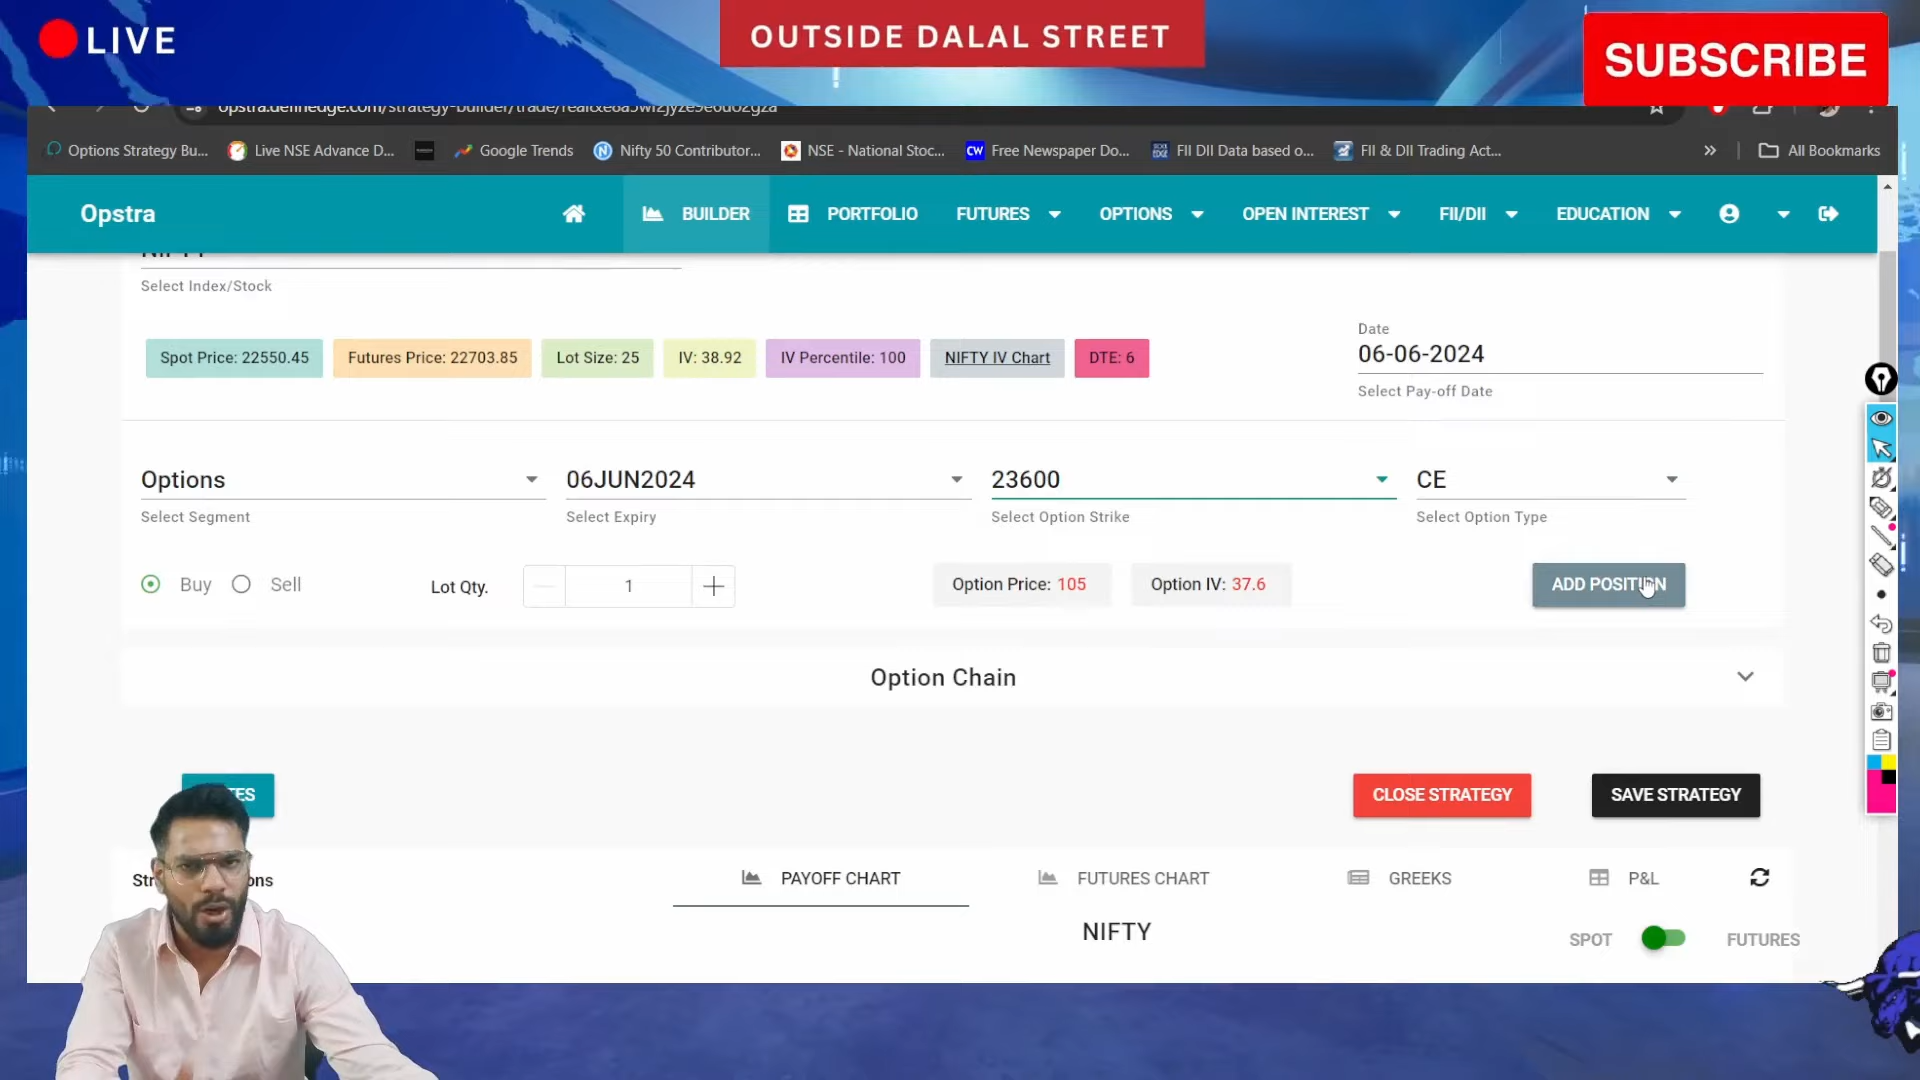 LIVE
OUTSIDE DALAL STREET
SUBSCRIBE
Options Strategy Bu...
Live NSE Advance D...
Google Trends
Nifty 50 Contributor...
NSE - National Stoc...
CW Free Newspaper Do...
FII DII Data based o...
FII & DII Trading Act...
All Bookmarks
Opstra
BUILDER
PORTFOLIO
FUTURES
OPTIONS
OPEN INTEREST
FII/DII
EDUCATION
NIFTY
Select Index/Stock
Spot Price: 22550.45
Futures Price: 22703.85
Lot Size: 25
IV: 38.92
IV Percentile: 100
NIFTY IV Chart
DTE: 6
Date
06-06-2024
Select Pay-off Date
Options
06JUN2024
23600
CE
Select Segment
Select Expiry
Select Option Strike
Select Option Type
Buy
Sell
Lot Qty.
1
Option Price: 105
Option IV: 37.6
ADD POSITION
Option Chain
CLOSE STRATEGY
SAVE STRATEGY
PAYOFF CHART
FUTURES CHART
GREEKS
P&L
NIFTY
SPOT
FUTURES